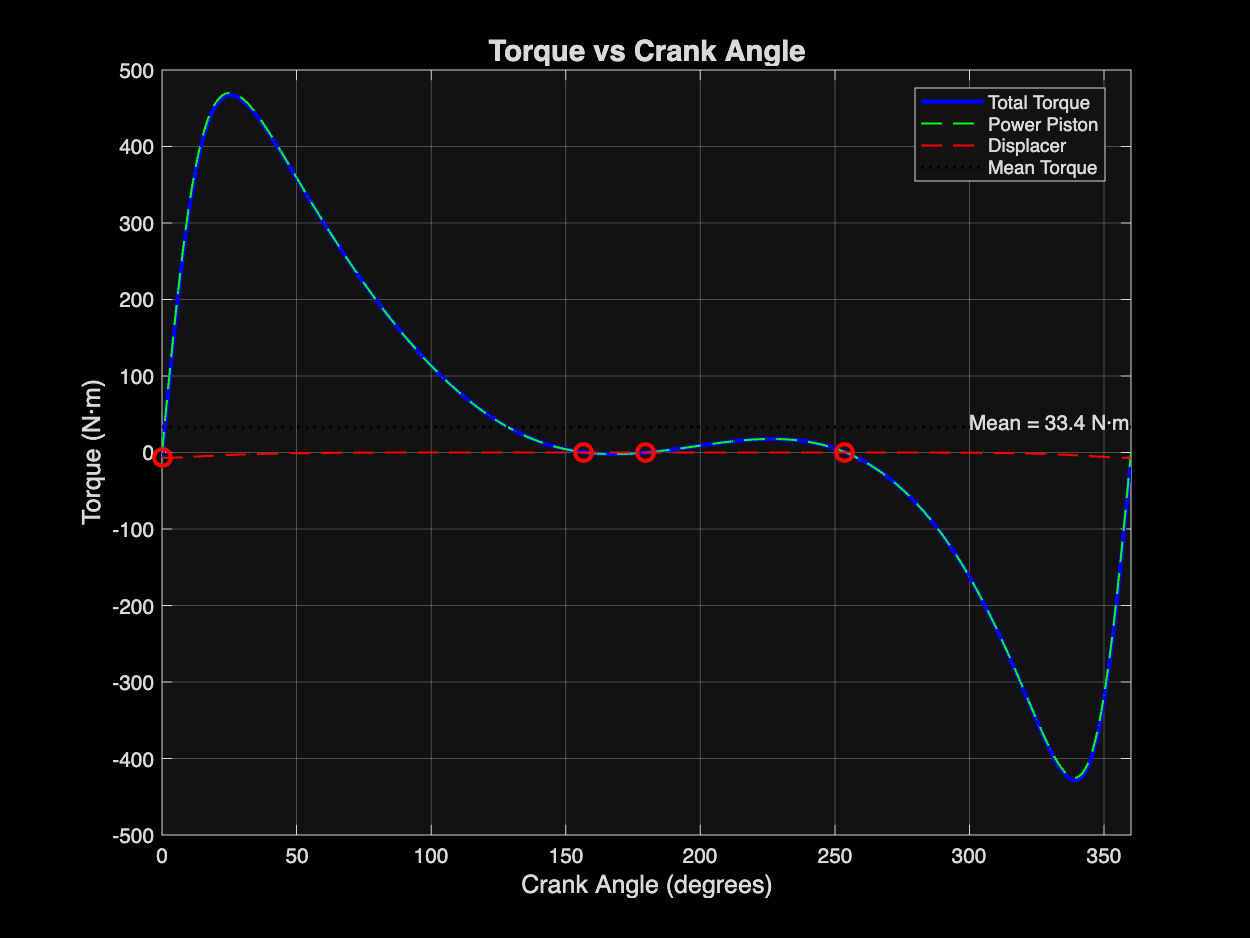 Torque vs Crank Angle
500
400
300
200
100
0
-100
-200
-300
-400
-500
Torque (N·m)
Total Torque
Power Piston
Displacer
Mean Torque
Mean = 33.4 N·m
0 50 100 150 200 250 300 350
Crank Angle (degrees)